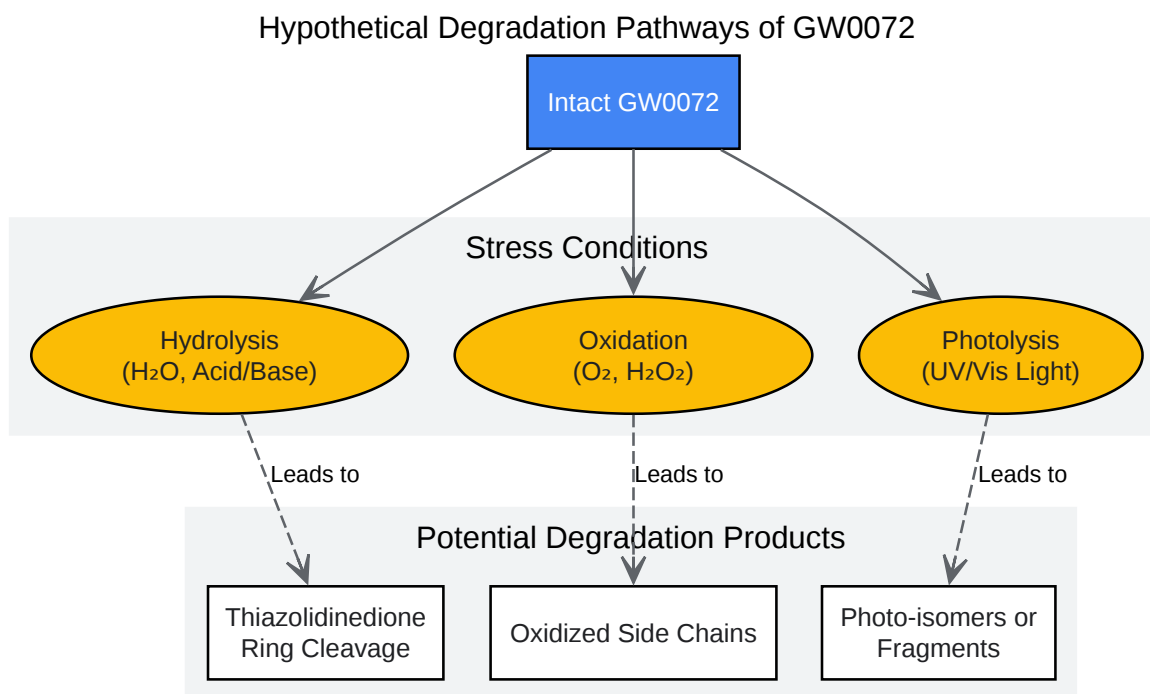 Hypothetical Degradation Pathways of GW0072
Intact GW0072
Stress Conditions
Hydrolysis
(H₂O, Acid/Base)
Oxidation
(O₂, H₂O₂)
Photolysis
(UV/Vis Light)
Leads to
Leads to
Leads to
Potential Degradation Products
Thiazolidinedione
Ring Cleavage
Oxidized Side Chains
Photo-isomers or
Fragments